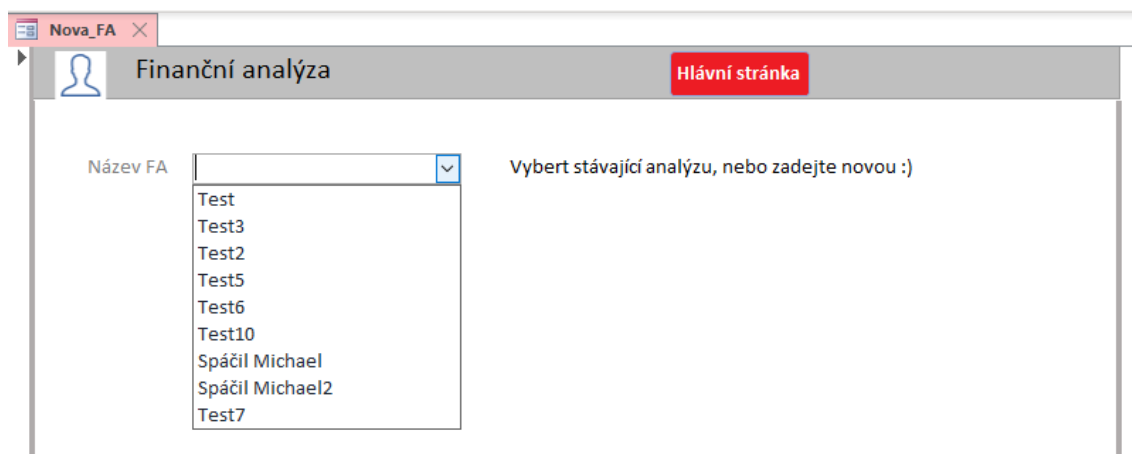 Nova_FA
Finanční analýza
Hlávní stránka
Název FA
Vybert stávající analýzu, nebo zadejte novou :)
Test
Test3
Test2
Test5
Test6
Test10
Spáčil Michael
Spáčil Michael2
Test7